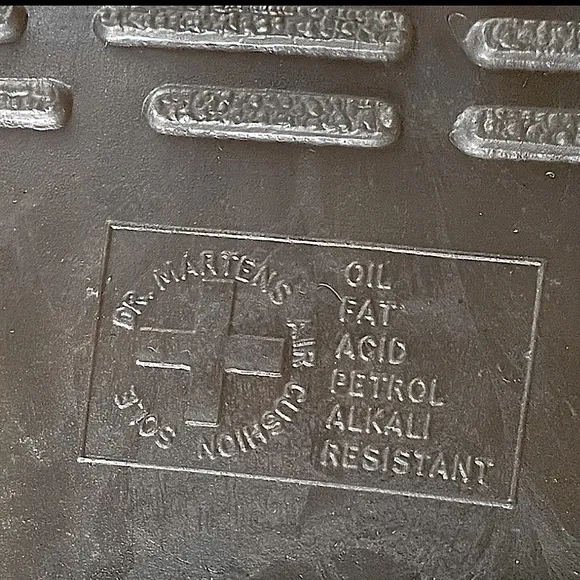 DR. MARTENS AIR CUSHION SOLE
OIL
FAT
ACID
PETROL
ALKALI
RESISTANT